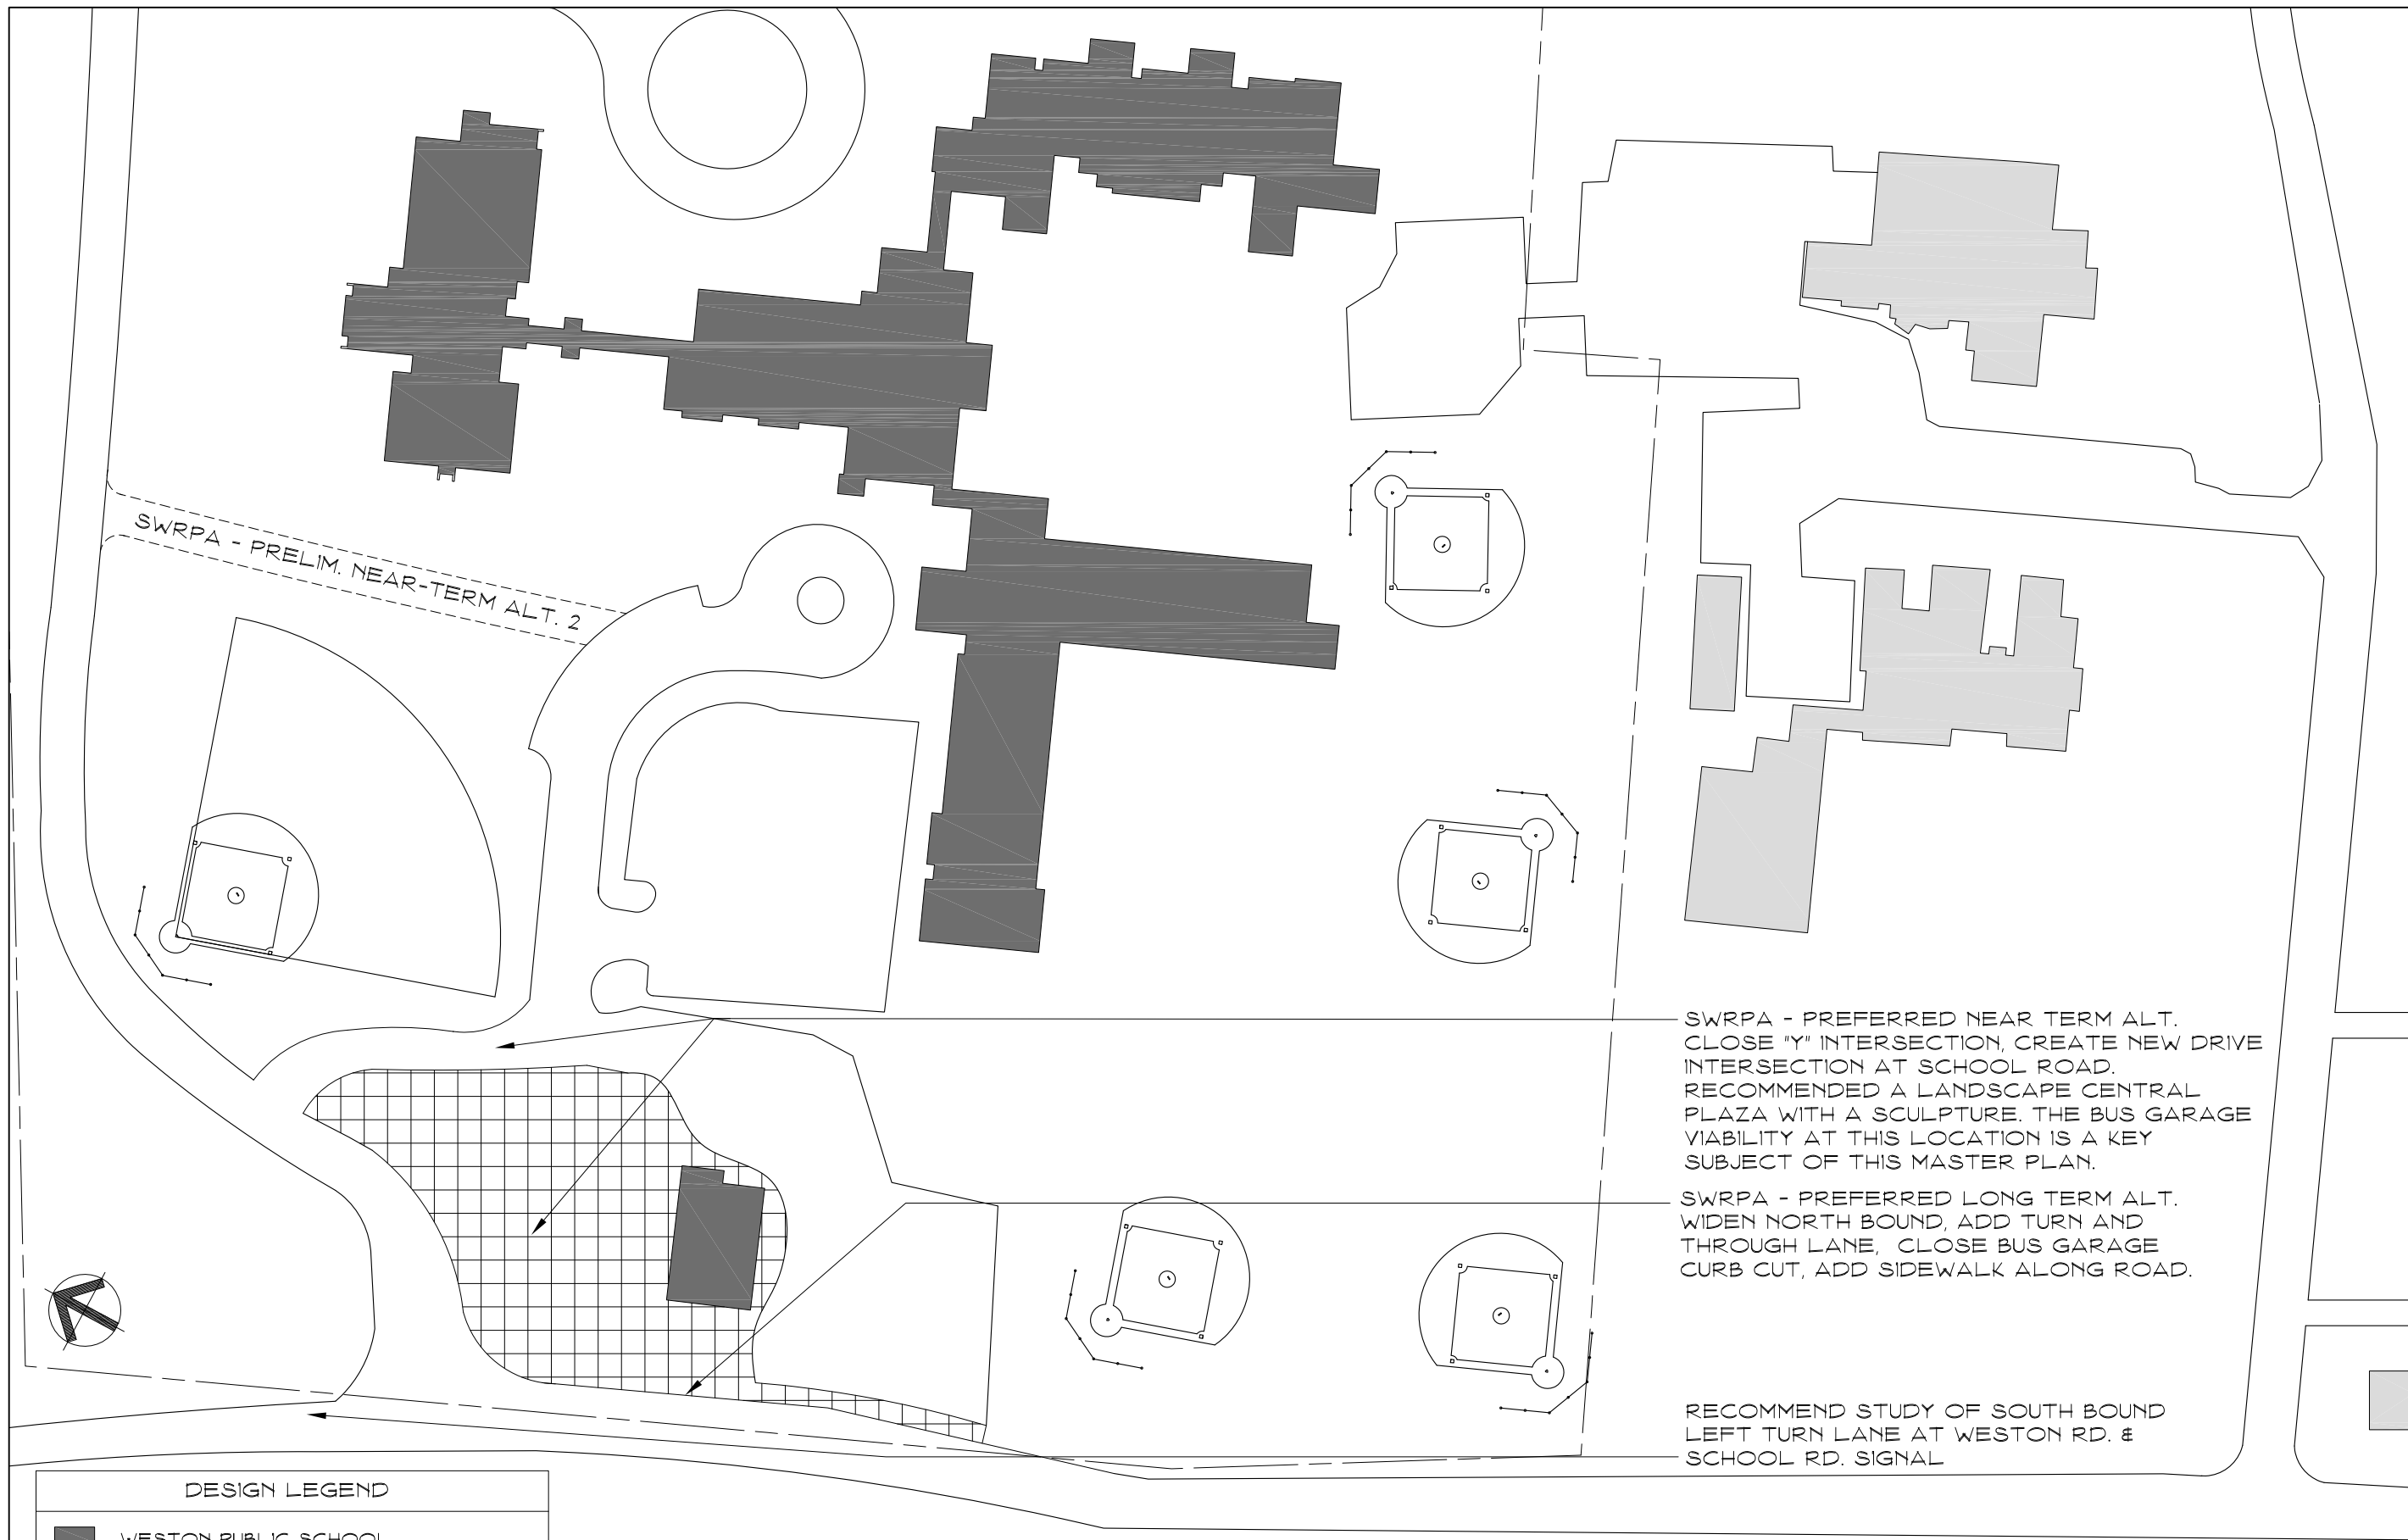 SWRPA - PRELIM. NEAR-TERM ALT. 2
SWRPA - PREFERRED NEAR TERM ALT.
CLOSE "Y" INTERSECTION, CREATE NEW DRIVE
INTERSECTION AT SCHOOL ROAD.
RECOMMENDED A LANDSCAPE CENTRAL
PLAZA WITH A SCULPTURE. THE BUS GARAGE
VIABILITY AT THIS LOCATION IS A KEY
SUBJECT OF THIS MASTER PLAN.
SWRPA - PREFERRED LONG TERM ALT.
WIDEN NORTH BOUND, ADD TURN AND
THROUGH LANE, CLOSE BUS GARAGE
CURB CUT, ADD SIDEWALK ALONG ROAD.
RECOMMEND STUDY OF SOUTH BOUND
LEFT TURN LANE AT WESTON RD. &
SCHOOL RD. SIGNAL
DESIGN LEGEND
WESTON PUBLIC SCHOOL